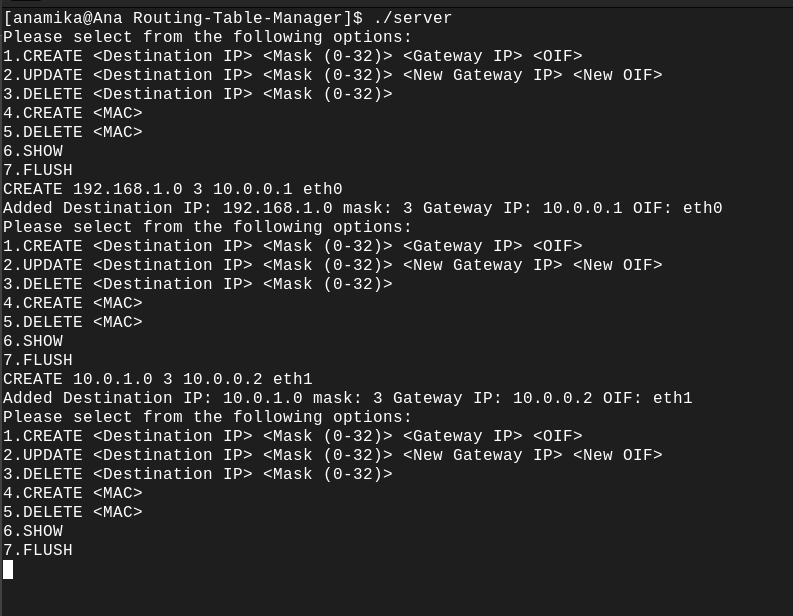 [anamika@Ana Routing-Table-Manager]$ ./server
Please select from the following options:
1.CREATE <Destination IP> <Mask (0-32)> <Gateway IP> <OIF>
2.UPDATE <Destination IP> <Mask (0-32)> <New Gateway IP> <New OIF>
3.DELETE <Destination IP> <Mask (0-32)>
4.CREATE <MAC>
5.DELETE <MAC>
6.SHOW
7.FLUSH
CREATE 192.168.1.0 3 10.0.0.1 eth0
Added Destination IP: 192.168.1.0 mask: 3 Gateway IP: 10.0.0.1 OIF: eth0
Please select from the following options:
1.CREATE <Destination IP> <Mask (0-32)> <Gateway IP> <OIF>
2.UPDATE <Destination IP> <Mask (0-32)> <New Gateway IP> <New OIF>
3.DELETE <Destination IP> <Mask (0-32)>
4.CREATE <MAC>
5.DELETE <MAC>
6.SHOW
7.FLUSH
CREATE 10.0.1.0 3 10.0.0.2 eth1
Added Destination IP: 10.0.1.0 mask: 3 Gateway IP: 10.0.0.2 OIF: eth1
Please select from the following options:
1.CREATE <Destination IP> <Mask (0-32)> <Gateway IP> <OIF>
2.UPDATE <Destination IP> <Mask (0-32)> <New Gateway IP> <New OIF>
3.DELETE <Destination IP> <Mask (0-32)>
4.CREATE <MAC>
5.DELETE <MAC>
6.SHOW
7.FLUSH